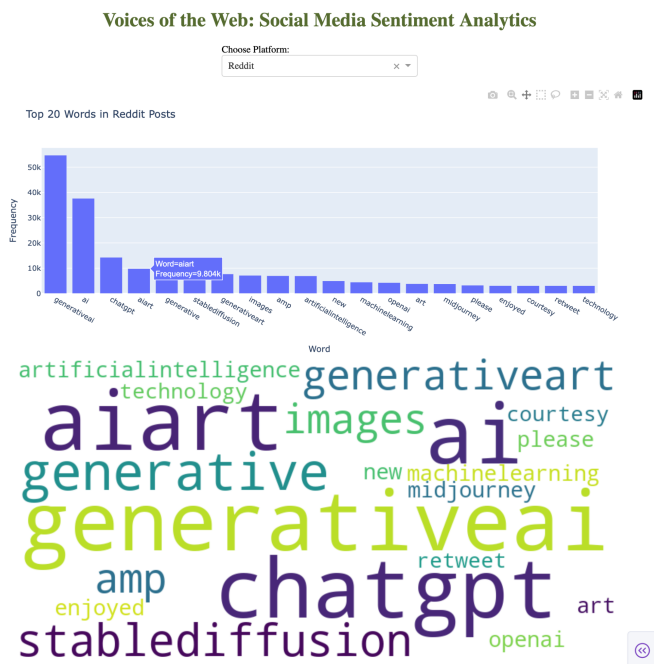 Voices of the Web: Social Media Sentiment Analytics
Choose Platform:
Reddit
Top 20 Words in Reddit Posts
Frequency
50k
40k
30k
20k
10k
0
Word=aiart
Frequency=9.804k
generativeai
ai
chatgpt
aiart
generative
stablediffusion
generativeart
images
amp
artificialintelligence
new
machinelearning
openai
art
midjourney
please
enjoyed
courtesy
retweet
technology
Word
artificialintelligence generativeart
technology
aiart images ai courtesy
please
generative new machinelearning
midjourney
generativeai
retweet
amp chatgpt art
enjoyed
stablediffusion openai